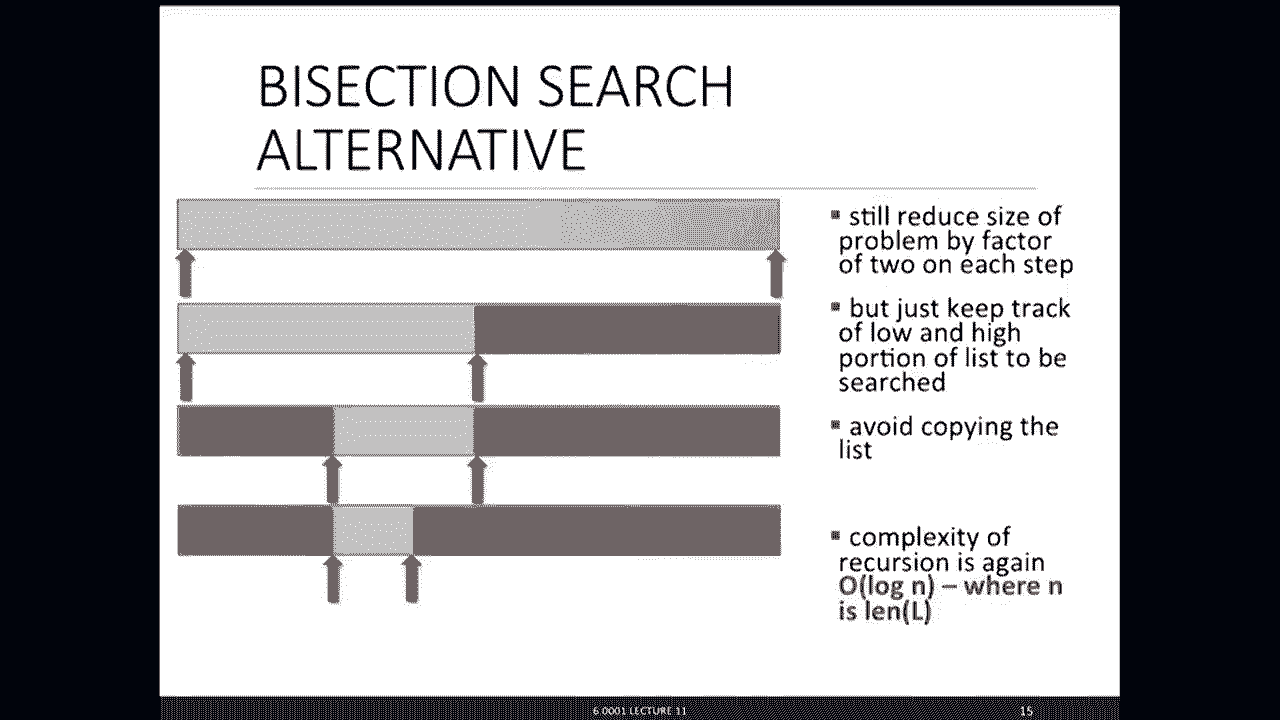 BISECTION SEARCH
ALTERNATIVE
▪ still reduce size of
problem by factor
of two on each step
▪ but just keep track
of low and high
portion of list to be
searched
▪ avoid copying the
list
▪ complexity of
recursion is again
O(log n) – where n
is len(L)
6.0001 LECTURE 11
15